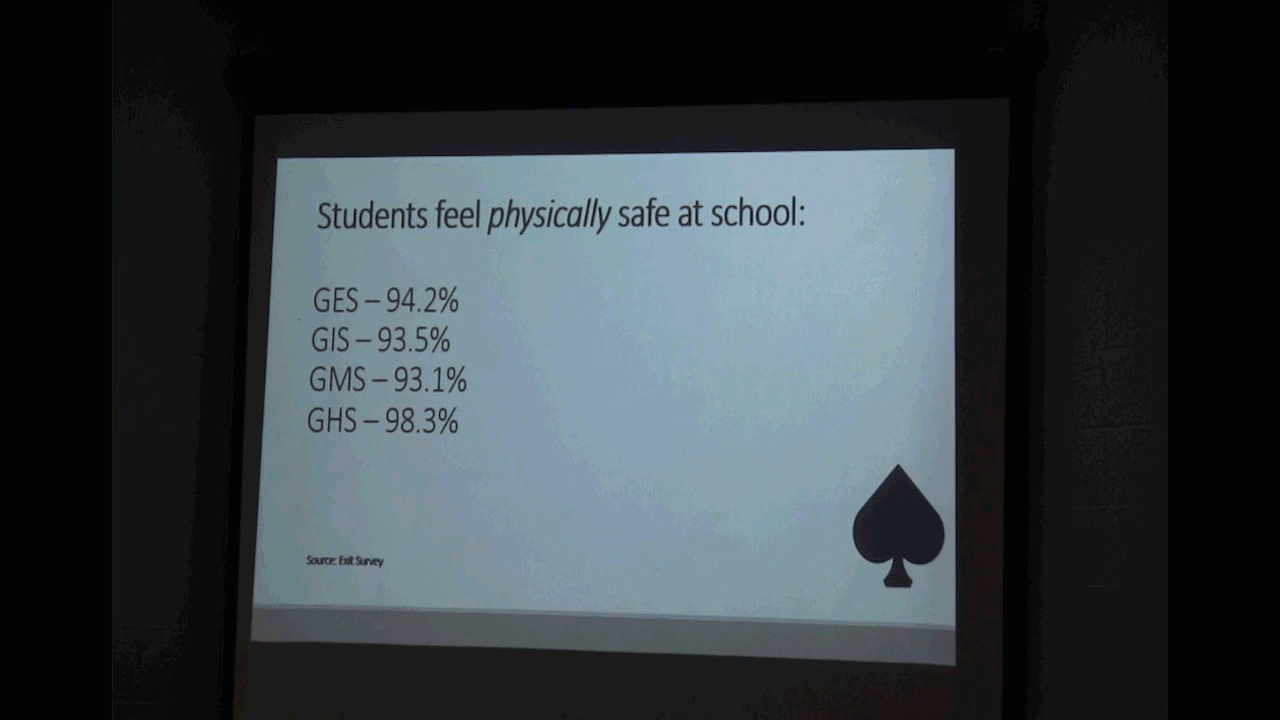 Students feel physically safe at school:
GES – 94.2%
GIS – 93.5%
GMS – 93.1%
GHS – 98.3%
Source: Exit Survey